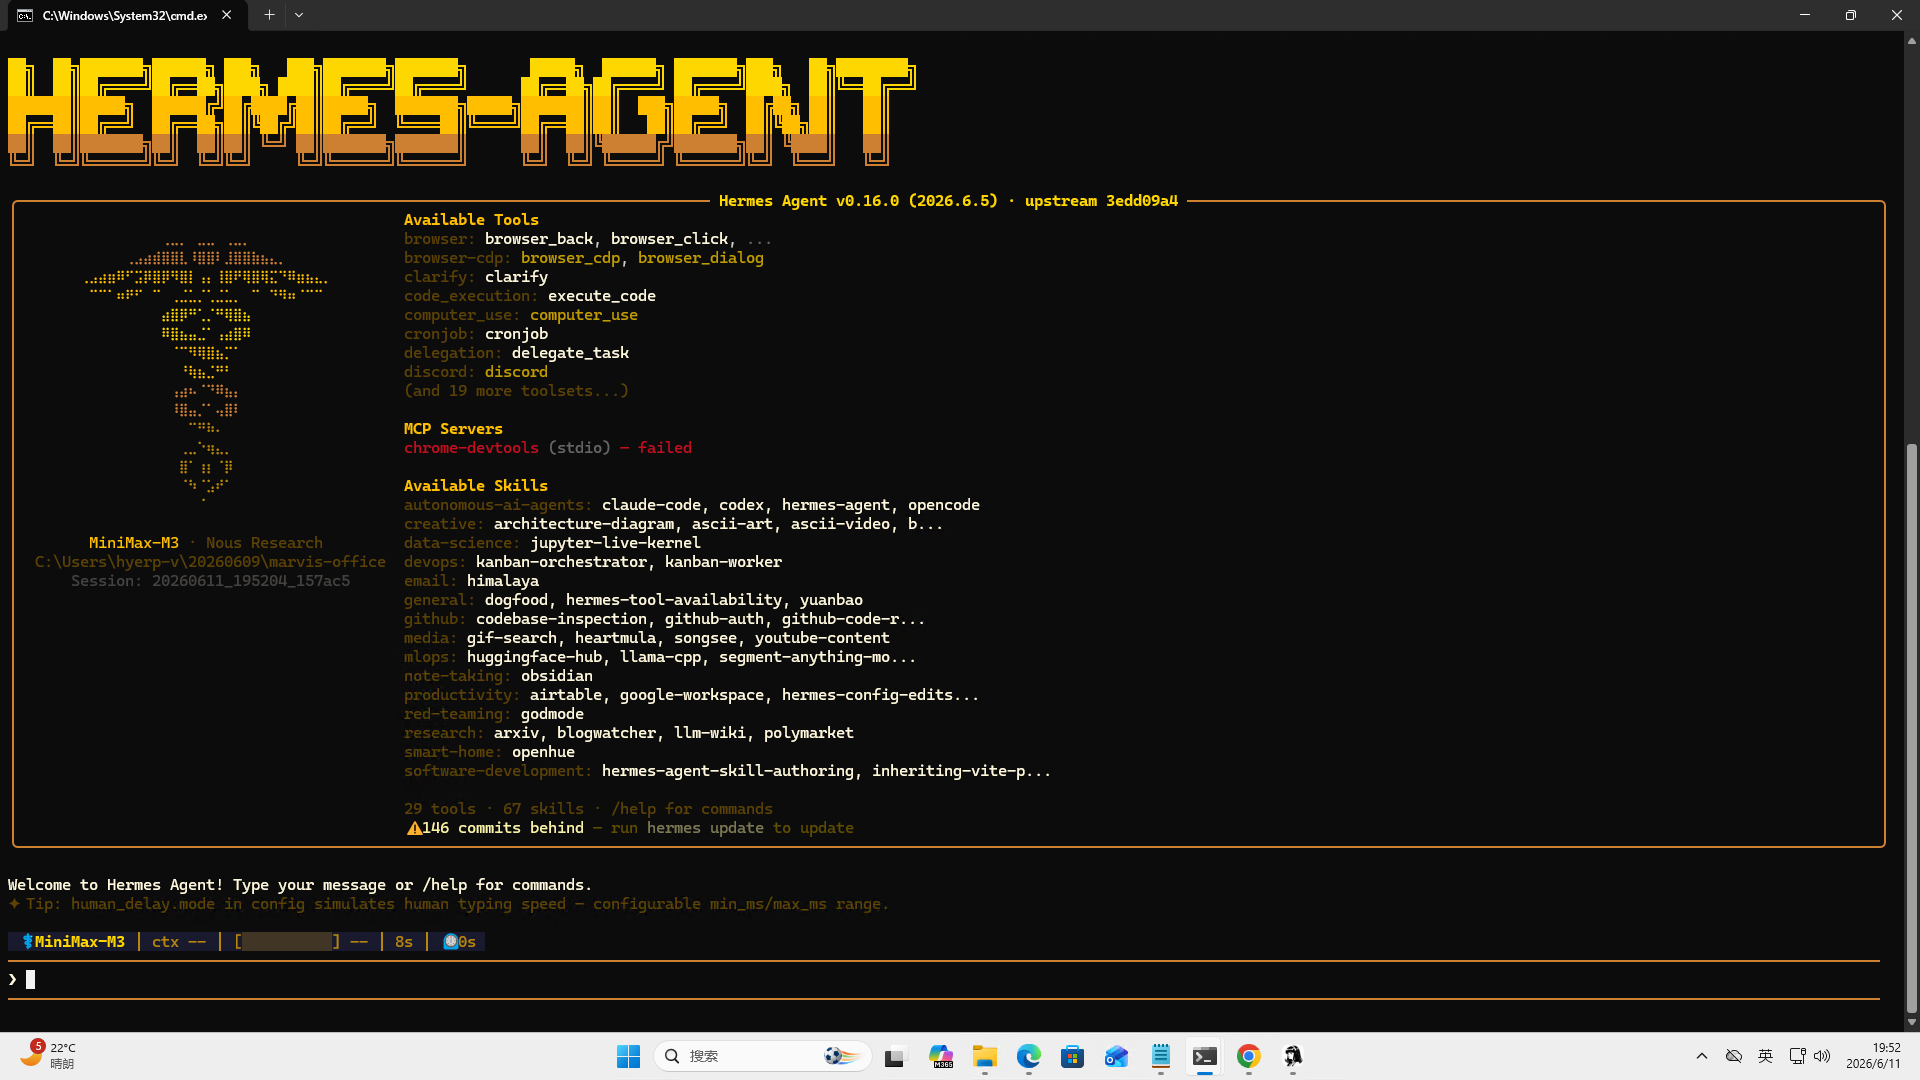 C:\Windows\System32\cmd.ex
HERMES-AGENT
Hermes Agent v0.16.0 (2026.6.5) · upstream 3edd09a4
Available Tools
browser: browser_back, browser_click, ...
browser-cdp: browser_cdp, browser_dialog
clarify: clarify
code_execution: execute_code
computer_use: computer_use
cronjob: cronjob
delegation: delegate_task
discord: discord
(and 19 more toolsets...)
MCP Servers
chrome-devtools (stdio) — failed
Available Skills
autonomous-ai-agents: claude-code, codex, hermes-agent, opencode
creative: architecture-diagram, ascii-art, ascii-video, b...
data-science: jupyter-live-kernel
devops: kanban-orchestrator, kanban-worker
email: himalaya
general: dogfood, hermes-tool-availability, yuanbao
github: codebase-inspection, github-auth, github-code-r...
media: gif-search, heartmula, songsee, youtube-content
mlops: huggingface-hub, llama-cpp, segment-anything-mo...
note-taking: obsidian
productivity: airtable, google-workspace, hermes-config-edits...
red-teaming: godmode
research: arxiv, blogwatcher, llm-wiki, polymarket
smart-home: openhue
software-development: hermes-agent-skill-authoring, inheriting-vite-p...
29 tools · 67 skills · /help for commands
⚠146 commits behind — run hermes update to update
MiniMax-M3 · Nous Research
C:\Users\hyerp-v\20260609\marvis-office
Session: 20260611_195204_157ac5
Welcome to Hermes Agent! Type your message or /help for commands.
✦ Tip: human_delay.mode in config simulates human typing speed — configurable min_ms/max_ms range.
⚕MiniMax-M3 │ ctx -- │ [          ] -- │ 8s │ ⏲0s
❯
5
22°C
晴朗
搜索
M365
英
19:52
2026/6/11